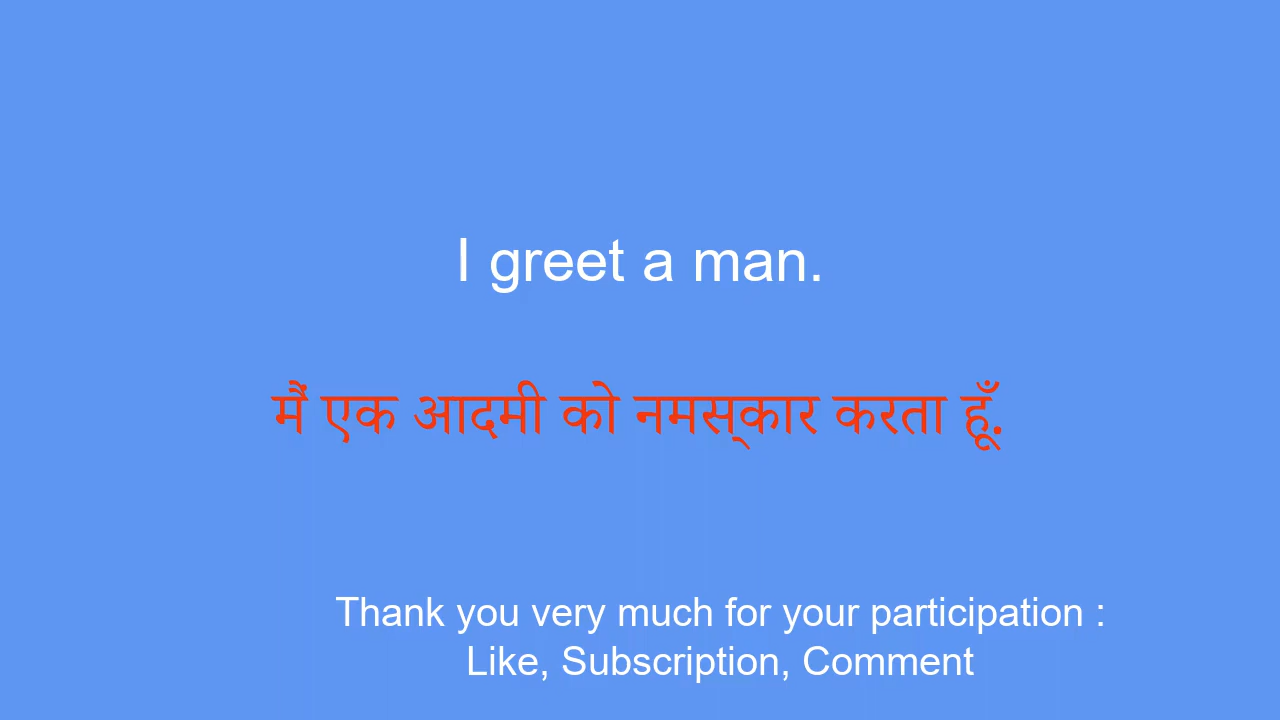 I greet a man.
मैं एक आदमी को नमस्कार करता हूँ.
Thank you very much for your participation :
Like, Subscription, Comment